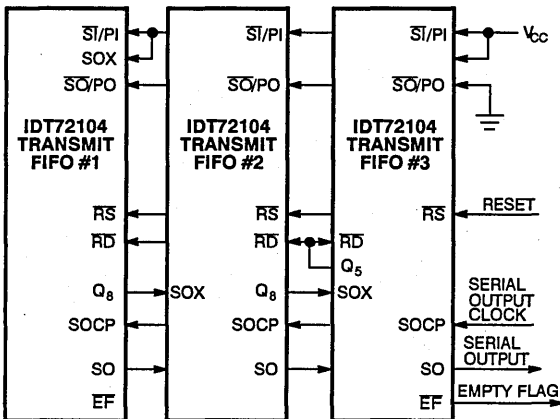 SI/PI SI/PI SI/PI VCC
SOX
SO/PO SO/PO SO/PO
IDT72104 TRANSMIT FIFO #1
IDT72104 TRANSMIT FIFO #2
IDT72104 TRANSMIT FIFO #3
RS RS RS RESET
RD RD RD
Q5
Q8 SOX Q8 SOX
SERIAL OUTPUT CLOCK
SOCP SOCP SOCP
SERIAL OUTPUT
SO SO SO
EF EF EMPTY FLAG